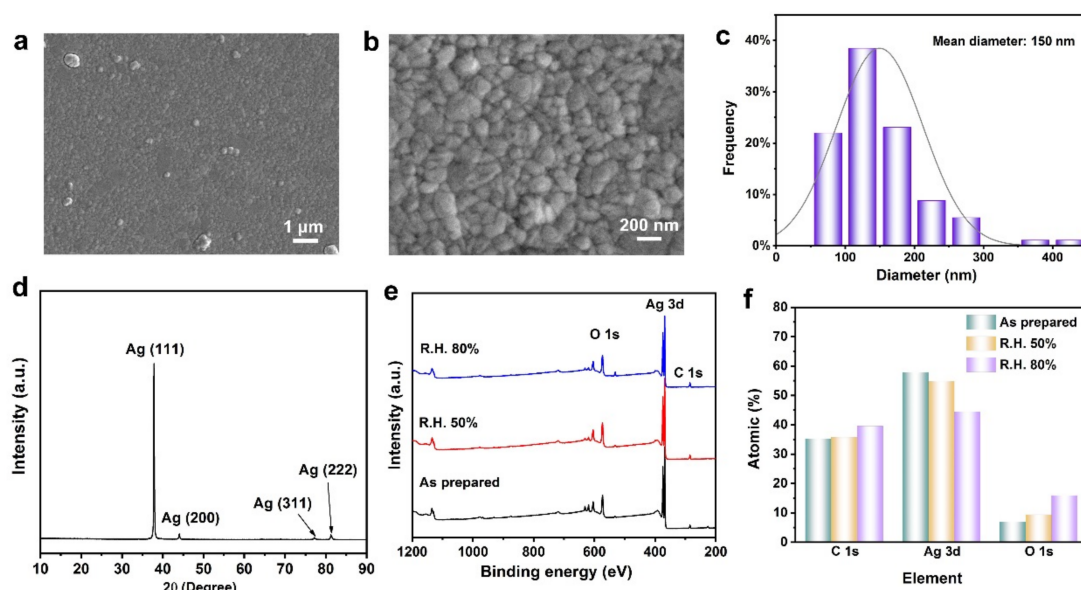 a
1 μm
b
200 nm
c
Mean diameter: 150 nm
40%
30%
20%
10%
0%
Frequency
0 100 200 300 400
Diameter (nm)
d
Ag (111)
Ag (200)
Ag (311)
Ag (222)
Intensity (a.u.)
10 20 30 40 50 60 70 80 90
2θ (Degree)
e
Ag 3d
O 1s
C 1s
R.H. 80%
R.H. 50%
As prepared
Intensity (a.u.)
1200 1000 800 600 400 200
Binding energy (eV)
f
As prepared
R.H. 50%
R.H. 80%
80
70
60
50
40
30
20
10
0
Atomic (%)
C 1s Ag 3d O 1s
Element